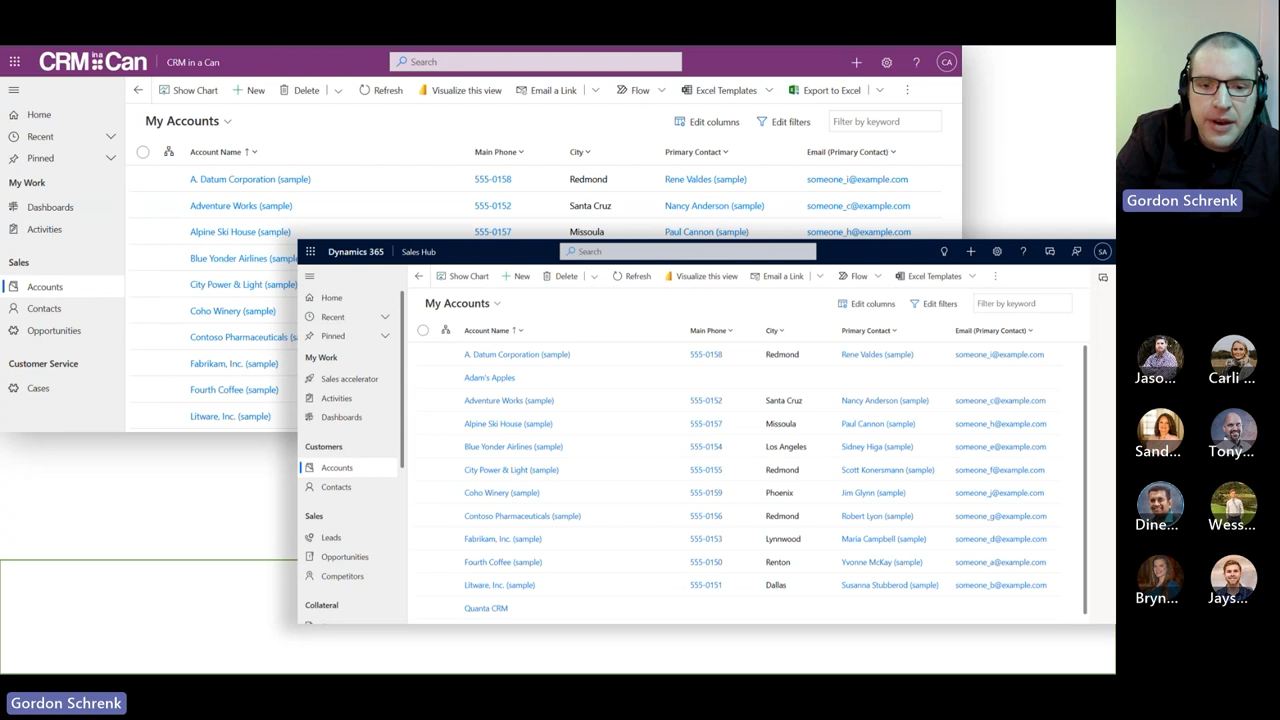 CRM in a Can
CRM in a Can
Search
CA
Show Chart
New
Delete
Refresh
Visualize this view
Email a Link
Flow
Excel Templates
Export to Excel
Home
Recent
Pinned
My Work
Dashboards
Activities
Sales
Accounts
Contacts
Opportunities
Customer Service
Cases
My Accounts
Edit columns
Edit filters
Filter by keyword
Account Name Main Phone City Primary Contact Email (Primary Contact)
A. Datum Corporation (sample) 555-0158 Redmond Rene Valdes (sample) someone_i@example.com
Adventure Works (sample) 555-0152 Santa Cruz Nancy Anderson (sample) someone_c@example.com
Alpine Ski House (sample) 555-0157 Missoula Paul Cannon (sample) someone_h@example.com
Blue Yonder Airlines (sample)
City Power & Light (sample)
Coho Winery (sample)
Contoso Pharmaceuticals (s
Fabrikam, Inc. (sample)
Fourth Coffee (sample)
Litware, Inc. (sample)
Dynamics 365
Sales Hub
Search
SA
Show Chart
New
Delete
Refresh
Visualize this view
Email a Link
Flow
Excel Templates
Home
Recent
Pinned
My Work
Sales accelerator
Activities
Dashboards
Customers
Accounts
Contacts
Sales
Leads
Opportunities
Competitors
Collateral
My Accounts
Edit columns
Edit filters
Filter by keyword
Account Name Main Phone City Primary Contact Email (Primary Contact)
A. Datum Corporation (sample) 555-0158 Redmond Rene Valdes (sample) someone_i@example.com
Adam's Apples
Adventure Works (sample) 555-0152 Santa Cruz Nancy Anderson (sample) someone_c@example.com
Alpine Ski House (sample) 555-0157 Missoula Paul Cannon (sample) someone_h@example.com
Blue Yonder Airlines (sample) 555-0154 Los Angeles Sidney Higa (sample) someone_e@example.com
City Power & Light (sample) 555-0155 Redmond Scott Konersmann (sample) someone_f@example.com
Coho Winery (sample) 555-0159 Phoenix Jim Glynn (sample) someone_j@example.com
Contoso Pharmaceuticals (sample) 555-0156 Redmond Robert Lyon (sample) someone_g@example.com
Fabrikam, Inc. (sample) 555-0153 Lynnwood Maria Campbell (sample) someone_d@example.com
Fourth Coffee (sample) 555-0150 Renton Yvonne McKay (sample) someone_a@example.com
Litware, Inc. (sample) 555-0151 Dallas Susanna Stubberod (sample) someone_b@example.com
Quanta CRM
Gordon Schrenk
Jaso...
Carli ...
Sand...
Tony...
Dine...
Wess...
Bryn...
Jays...
Gordon Schrenk